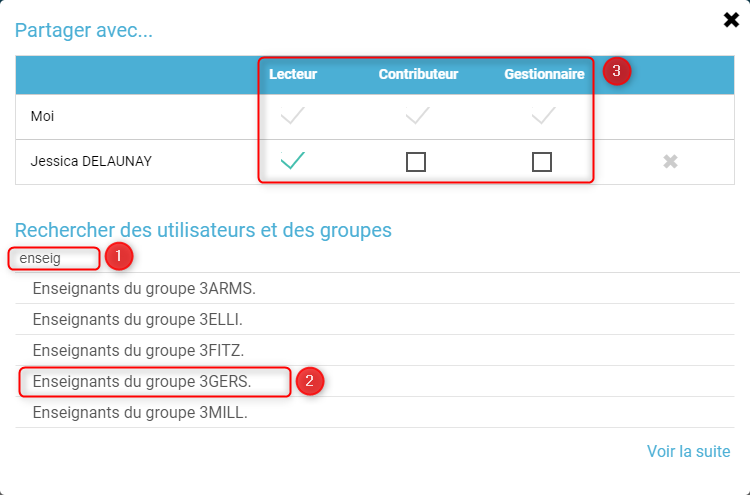 Partager avec...
Lecteur Contributeur Gestionnaire 3
Moi
Jessica DELAUNAY
Rechercher des utilisateurs et des groupes
enseig 1
Enseignants du groupe 3ARMS.
Enseignants du groupe 3ELLI.
Enseignants du groupe 3FITZ.
Enseignants du groupe 3GERS. 2
Enseignants du groupe 3MILL.
Voir la suite